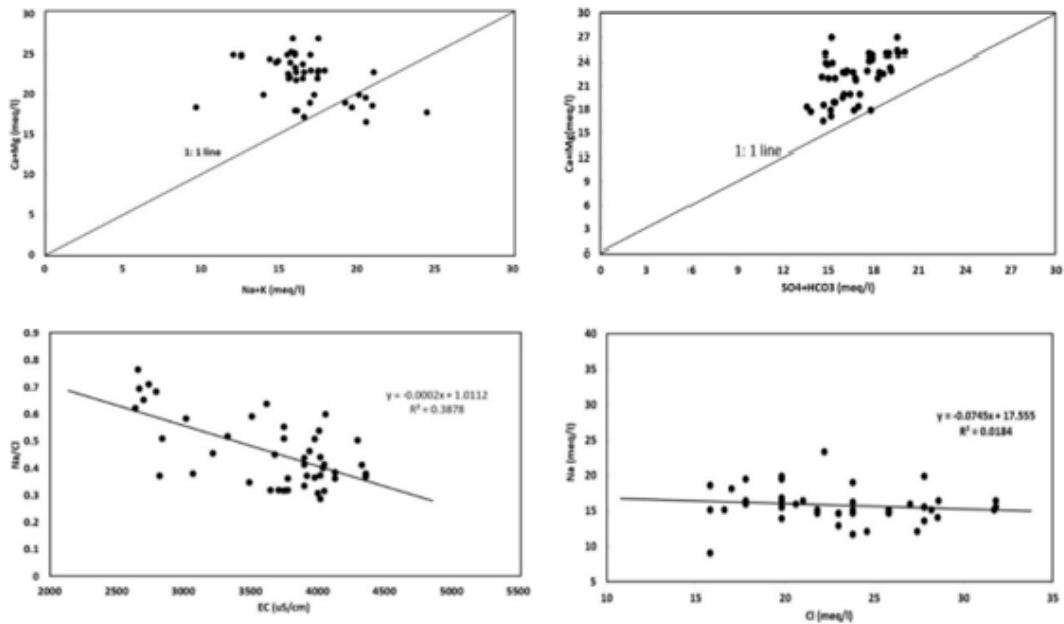 30
25
20
15
10
5
0
Ca+Mg (meq/l)
1: 1 line
0 5 10 15 20 25 30
Na+K (meq/l)
30
27
24
21
18
15
12
9
6
3
0
Ca+Mg(meq/l)
1: 1 line
0 3 6 9 12 15 18 21 24 27 30
SO4+HCO3 (meq/l)
0.9
0.8
0.7
0.6
0.5
0.4
0.3
0.2
0.1
0
Na/Cl
y = -0.0002x + 1.0112
R² = 0.3878
2000 2500 3000 3500 4000 4500 5000 5500
EC (uS/cm)
40
35
30
25
20
15
10
5
Na (meq/l)
y = -0.0745x + 17.555
R² = 0.0184
10 15 20 25 30 35
Cl (meq/l)